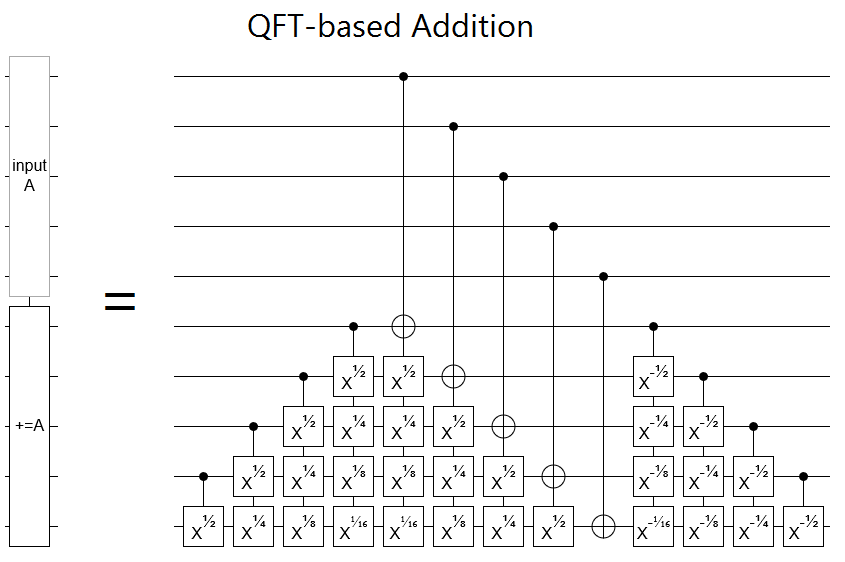 QFT-based Addition
input
A
=
X^½ X^½ X^-½
X^½ X^¼ X^¼ X^½ X^-¼ X^-½
+=A
X^½ X^¼ X^⅛ X^⅛ X^¼ X^½ X^-⅛ X^-¼ X^-½
X^½ X^¼ X^⅛ X^1⁄16 X^1⁄16 X^⅛ X^¼ X^½ X^-1⁄16 X^-⅛ X^-¼ X^-½